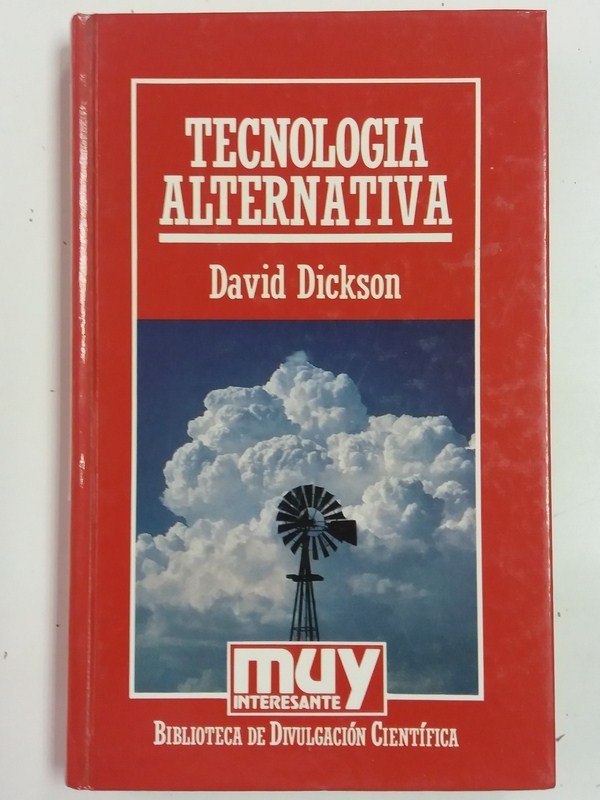 TECNOLOGIA
ALTERNATIVA
David Dickson
muy
INTERESANTE
BIBLIOTECA DE DIVULGACIÓN CIENTÍFICA